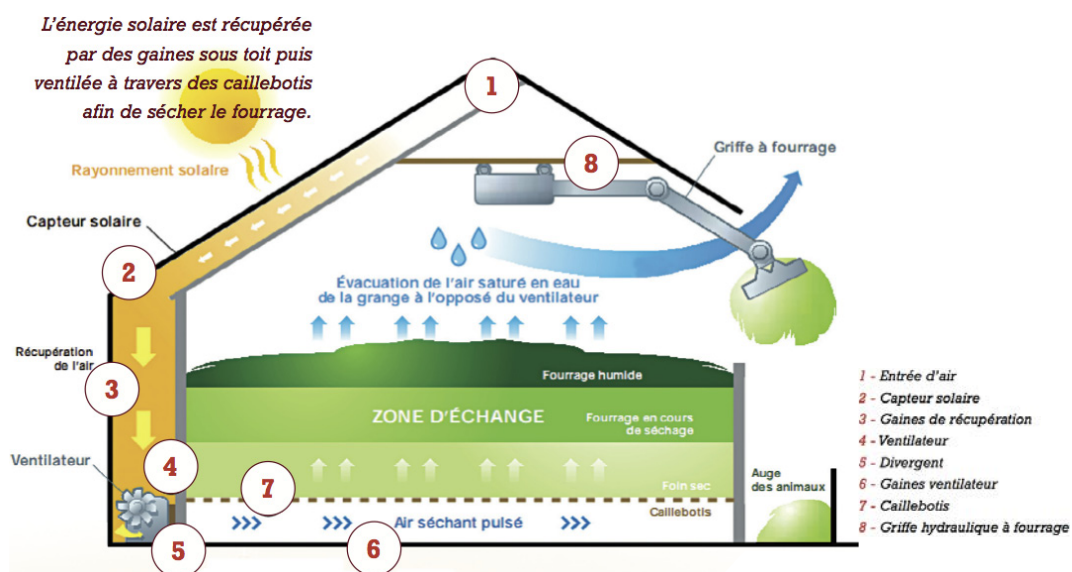 L'énergie solaire est récupérée
par des gaines sous toit puis
ventilée à travers des caillebotis
afin de sécher le fourrage.
1
8
Griffe à fourrage
Rayonnement solaire
Capteur solaire
2
Évacuation de l'air saturé en eau
de la grange à l'opposé du ventilateur
Récupération
de l'air
3
Fourrage humide
ZONE D'ÉCHANGE
Fourrage en cours
de séchage
Ventilateur
4
7
Foin sec
Caillebotis
Auge
des animaux
Air séchant pulsé
5
6
1 - Entrée d'air
2 - Capteur solaire
3 - Gaines de récupération
4 - Ventilateur
5 - Divergent
6 - Gaines ventilateur
7 - Caillebotis
8 - Griffe hydraulique à fourrage